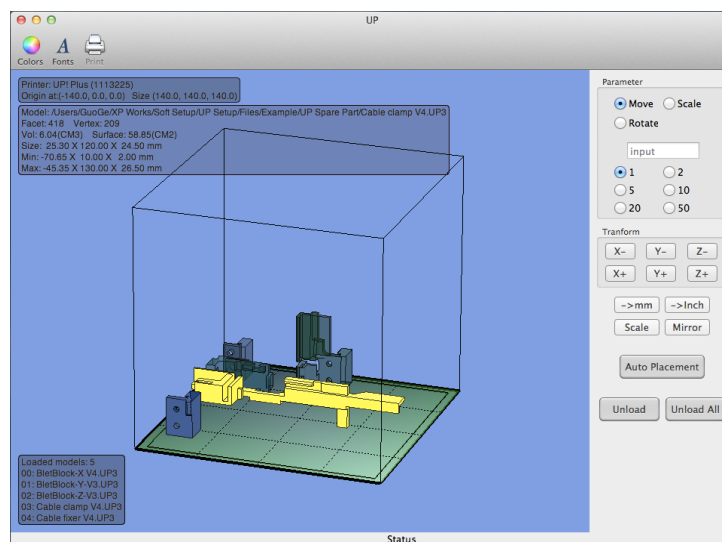 UP
Colors Fonts Print
Printer: UP! Plus (1113225)
Origin at:(-140.0, 0.0, 0.0) Size (140.0, 140.0, 140.0)
Model: /Users/GuoGe/XP Works/Soft Setup/UP Setup/Files/Example/UP Spare Part/Cable clamp V4.UP3
Facet: 418 Vertex: 209
Vol: 6.04(CM3) Surface: 58.85(CM2)
Size: 25.30 X 120.00 X 24.50 mm
Min: -70.65 X 10.00 X 2.00 mm
Max: -45.35 X 130.00 X 26.50 mm
Loaded models: 5
00: BletBlock-X V4.UP3
01: BletBlock-Y-V3.UP3
02: BletBlock-Z-V3.UP3
03: Cable clamp V4.UP3
04: Cable fixer V4.UP3
Parameter
Move Scale
Rotate
input
1 2
5 10
20 50
Tranform
X- Y- Z-
X+ Y+ Z+
->mm ->Inch
Scale Mirror
Auto Placement
Unload Unload All
Status